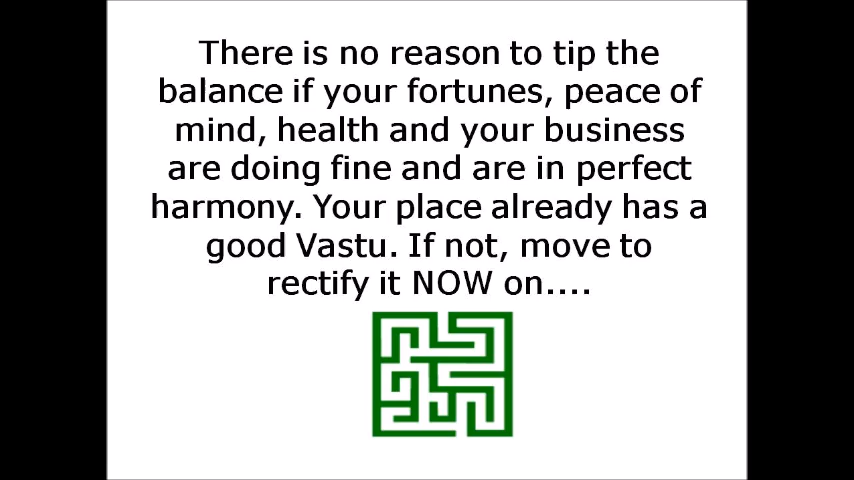 There is no reason to tip the
balance if your fortunes, peace of
mind, health and your business
are doing fine and are in perfect
harmony. Your place already has a
good Vastu. If not, move to
rectify it NOW on....